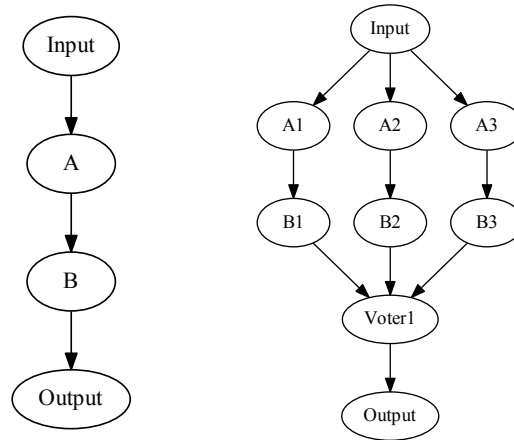 Input
A
B
Output
Input
A1 A2 A3
B1 B2 B3
Voter1
Output